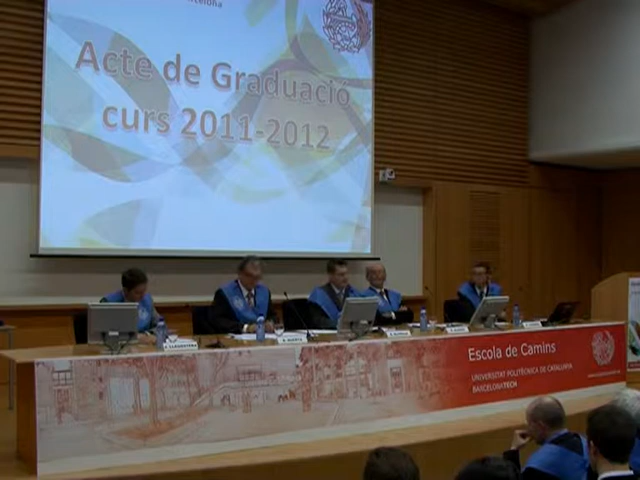 Acte de Graduació
curs 2011-2012
Escola de Camins
UNIVERSITAT POLITÈCNICA DE CATALUNYA
BARCELONATECH